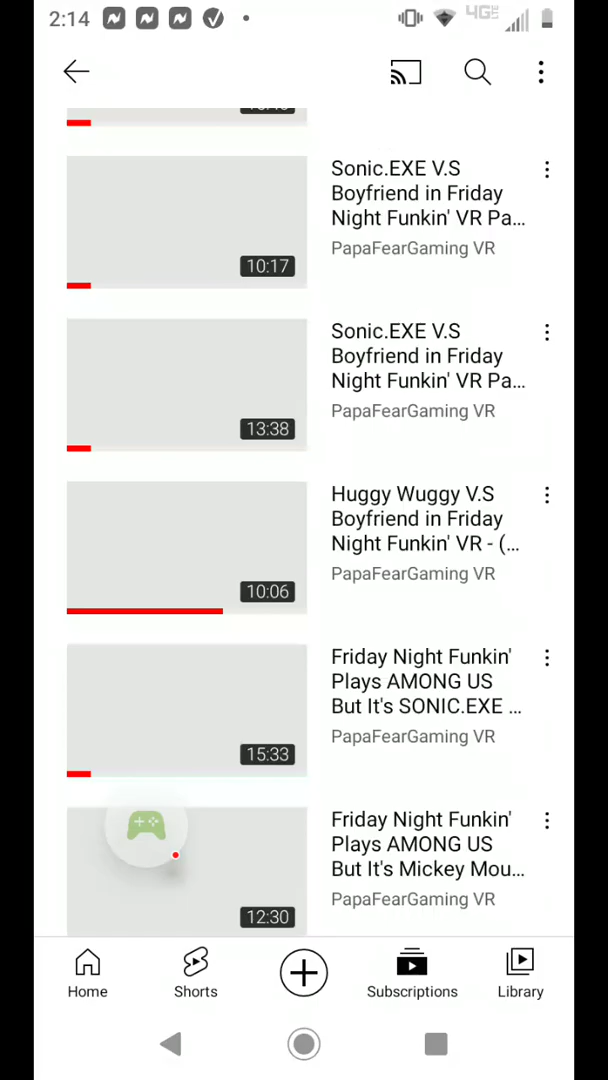 2:14
4GE
Sonic.EXE V.S
Boyfriend in Friday
Night Funkin' VR Pa...
PapaFearGaming VR
10:17
Sonic.EXE V.S
Boyfriend in Friday
Night Funkin' VR Pa...
PapaFearGaming VR
13:38
Huggy Wuggy V.S
Boyfriend in Friday
Night Funkin' VR - (...
PapaFearGaming VR
10:06
Friday Night Funkin'
Plays AMONG US
But It's SONIC.EXE ...
PapaFearGaming VR
15:33
Friday Night Funkin'
Plays AMONG US
But It's Mickey Mou...
PapaFearGaming VR
12:30
Home
Shorts
Subscriptions
Library